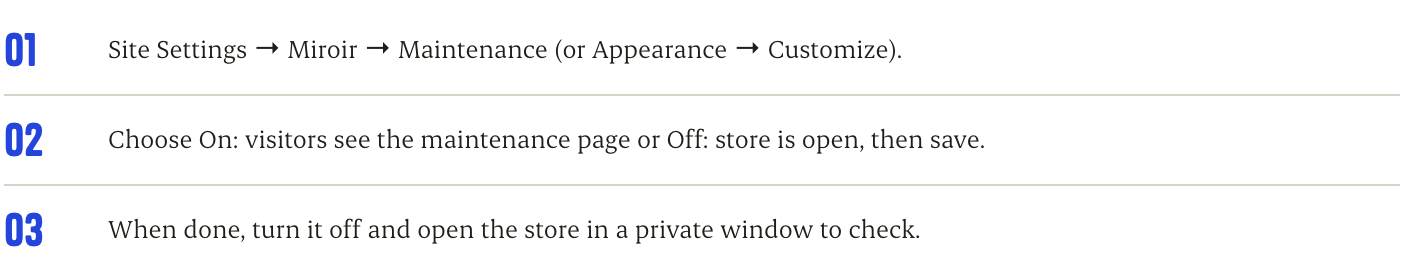 01 Site Settings → Miroir → Maintenance (or Appearance → Customize).
02 Choose On: visitors see the maintenance page or Off: store is open, then save.
03 When done, turn it off and open the store in a private window to check.